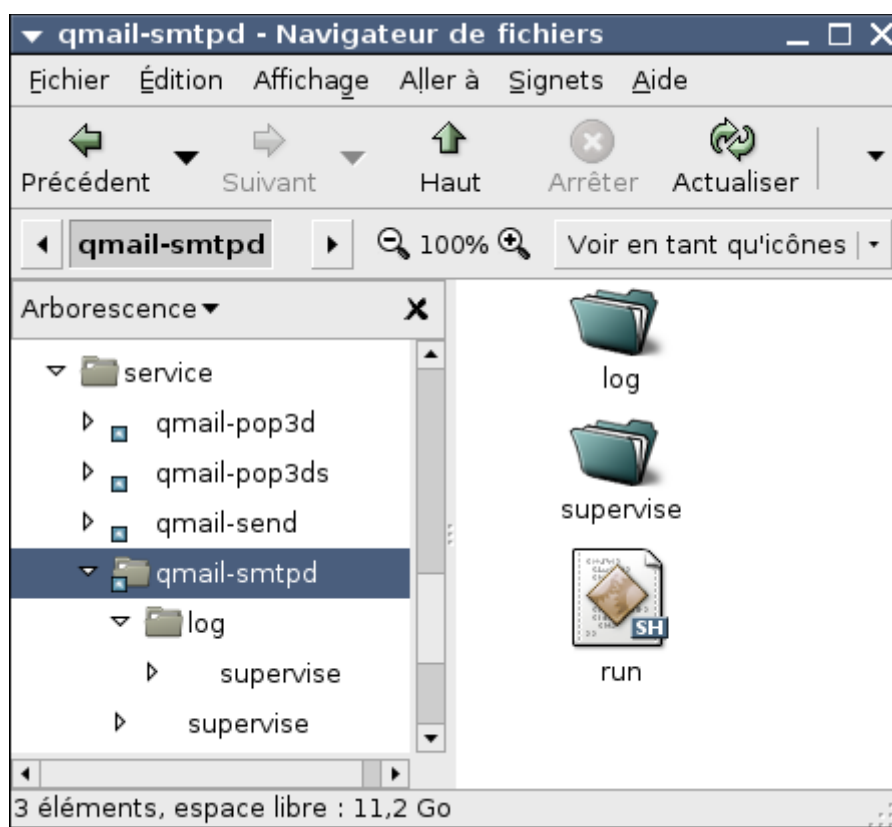 qmail-smtpd - Navigateur de fichiers
Fichier Édition Affichage Aller à Signets Aide
Précédent Suivant Haut Arrêter Actualiser
qmail-smtpd 100% Voir en tant qu'icônes
Arborescence
service
qmail-pop3d
qmail-pop3ds
qmail-send
qmail-smtpd
log
supervise
supervise
log
supervise
SH
run
3 éléments, espace libre : 11,2 Go